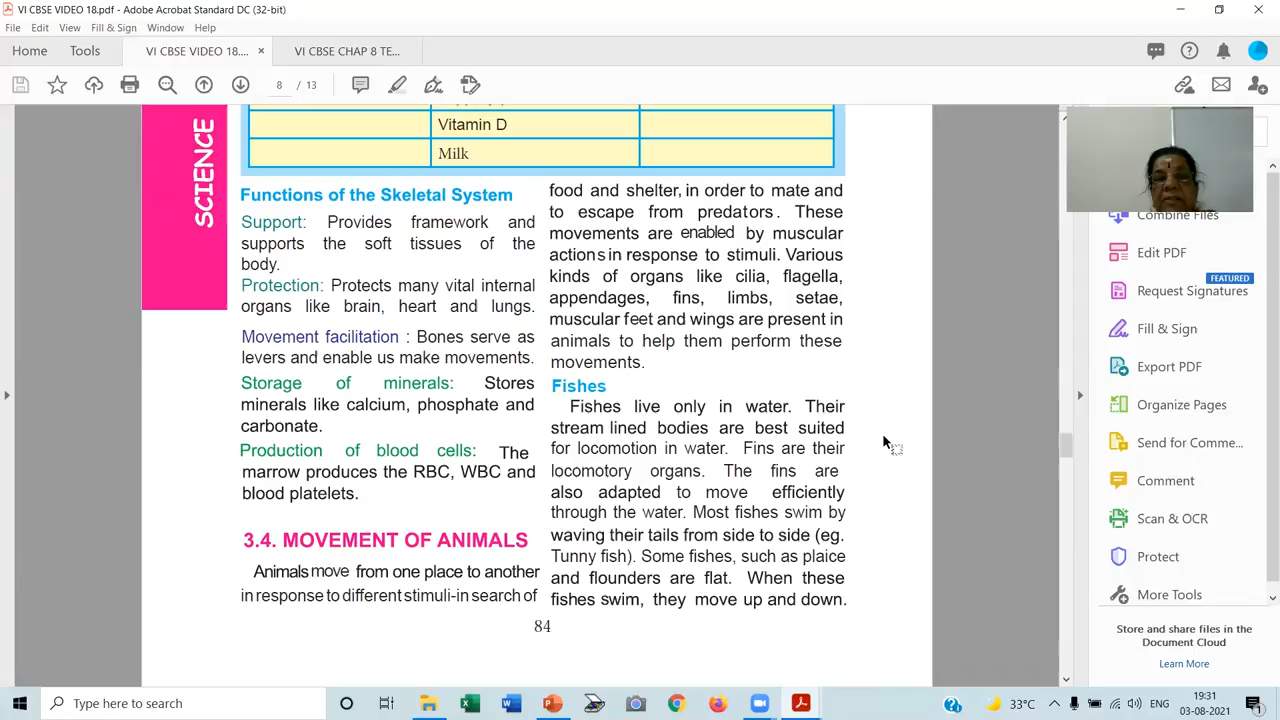 VI CBSE VIDEO 18.pdf - Adobe Acrobat Standard DC (32-bit)
File Edit View Fill & Sign Window Help
Home Tools VI CBSE VIDEO 18.... × VI CBSE CHAP 8 TE...
8 / 13
SCIENCE
Vitamin D
Milk
Functions of the Skeletal System
Support: Provides framework and
supports the soft tissues of the
body.
Protection: Protects many vital internal
organs like brain, heart and lungs.
Movement facilitation : Bones serve as
levers and enable us make movements.
Storage of minerals: Stores
minerals like calcium, phosphate and
carbonate.
Production of blood cells: The
marrow produces the RBC, WBC and
blood platelets.
3.4. MOVEMENT OF ANIMALS
Animals move from one place to another
in response to different stimuli-in search of
food and shelter, in order to mate and
to escape from predators. These
movements are enabled by muscular
actions in response to stimuli. Various
kinds of organs like cilia, flagella,
appendages, fins, limbs, setae,
muscular feet and wings are present in
animals to help them perform these
movements.
Fishes
Fishes live only in water. Their
stream lined bodies are best suited
for locomotion in water. Fins are their
locomotory organs. The fins are
also adapted to move efficiently
through the water. Most fishes swim by
waving their tails from side to side (eg.
Tunny fish). Some fishes, such as plaice
and flounders are flat. When these
fishes swim, they move up and down.
84
Combine Files
Edit PDF
FEATURED
Request Signatures
Fill & Sign
Export PDF
Organize Pages
Send for Comme...
Comment
Scan & OCR
Protect
More Tools
Store and share files in the
Document Cloud
Learn More
Type here to search
33°C ENG
19:31
03-08-2021